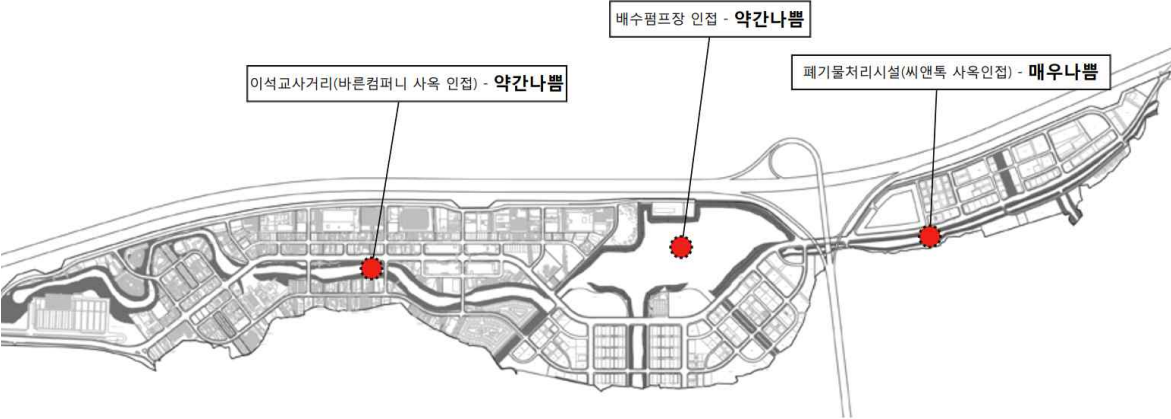 배수펌프장 인접 - 약간나쁨
이석교사거리(바른컴퍼니 사옥 인접) - 약간나쁨
폐기물처리시설(씨앤톡 사옥인접) - 매우나쁨